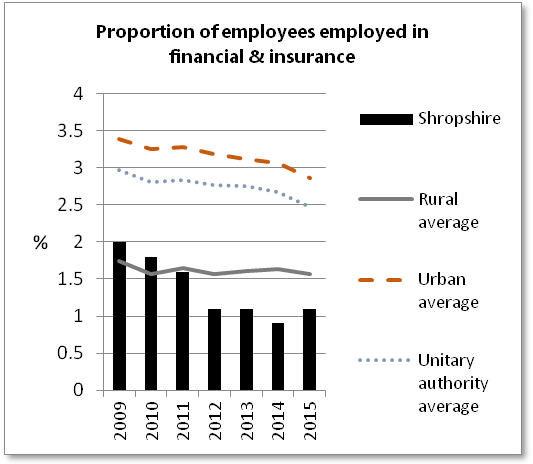 Proportion of employees employed in
financial & insurance
4
3.5
3
2.5
2
1.5
1
0.5
0
%
2009
2010
2011
2012
2013
2014
2015
Shropshire
Rural
average
Urban
average
Unitary
authority
average